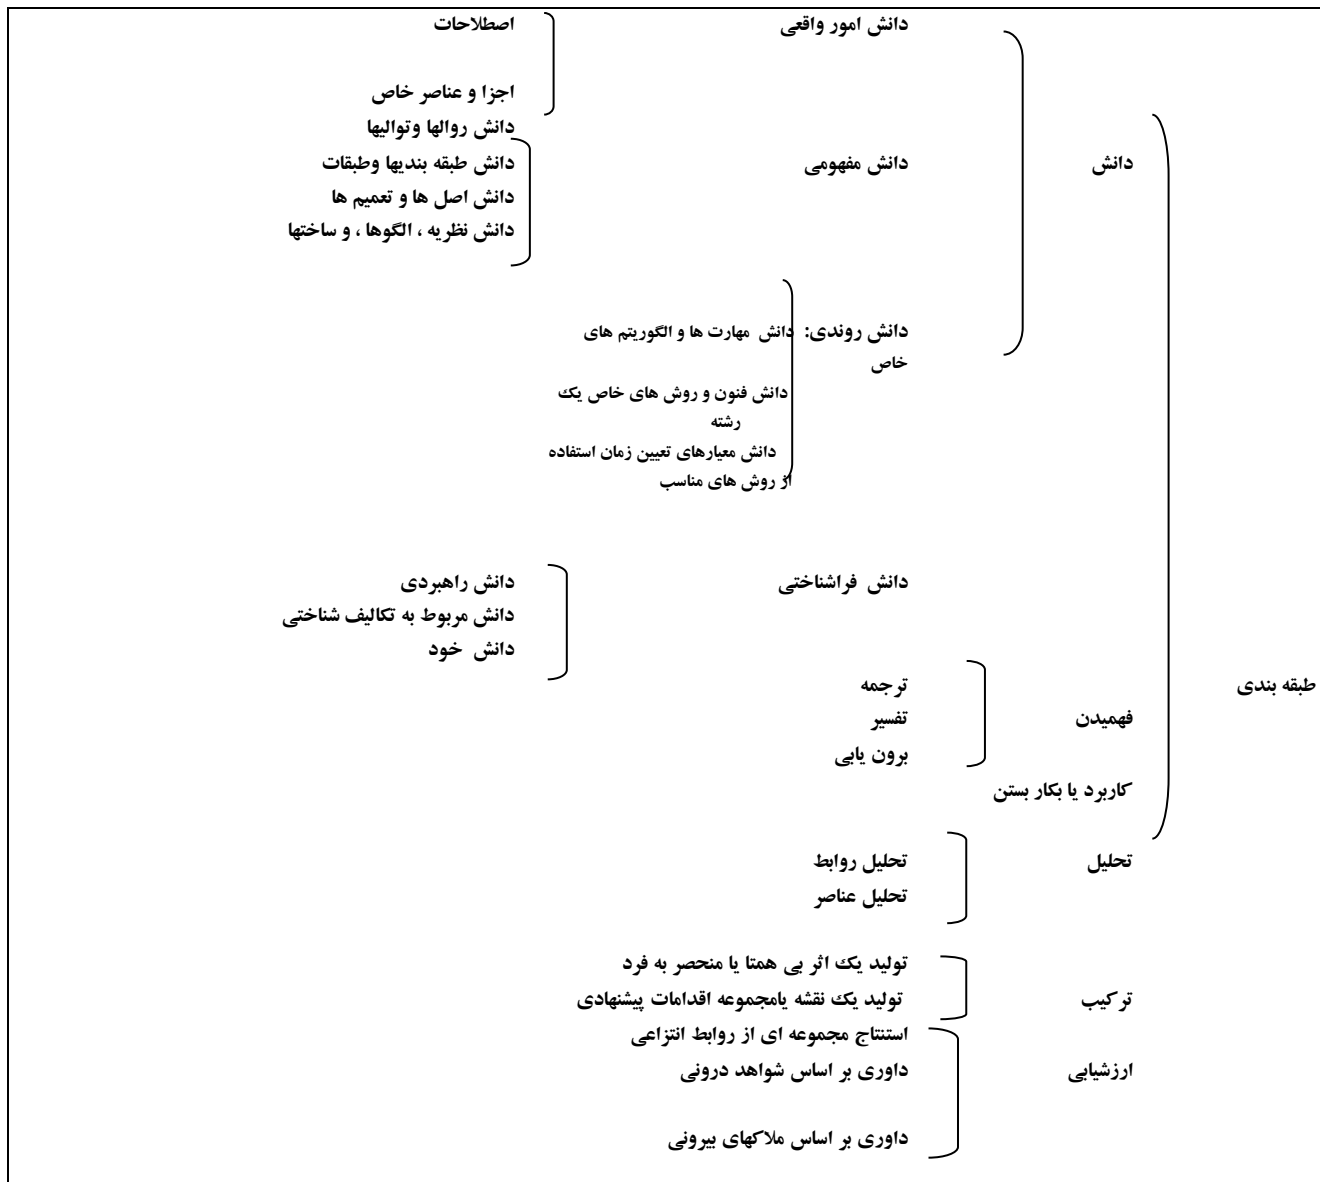 دانش امور واقعی اصطلاحات
اجزا و عناصر خاص
دانش روالها وتوالیها
دانش دانش مفهومی دانش طبقه بندیها وطبقات
دانش اصل ها و تعمیم ها
دانش نظریه ، الگوها ، و ساختها
دانش روندی: دانش مهارت ها و الگوریتم های
خاص
دانش فنون و روش های خاص یک
رشته
دانش معیارهای تعیین زمان استفاده
از روش های مناسب
دانش فراشناختی دانش راهبردی
دانش مربوط به تکالیف شناختی
دانش خود
طبقه بندی ترجمه
فهمیدن تفسیر
برون یابی
کاربرد یا بکار بستن
تحلیل تحلیل روابط
تحلیل عناصر
تولید یک اثر بی همتا یا منحصر به فرد
ترکیب تولید یک نقشه یامجموعه اقدامات پیشنهادی
استنتاج مجموعه ای از روابط انتزاعی
ارزشیابی داوری بر اساس شواهد درونی
داوری بر اساس ملاکهای بیرونی